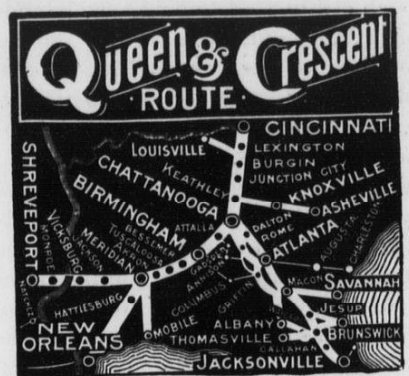 Queen & Crescent
· ROUTE ·
CINCINNATI
LOUISVILLE
LEXINGTON
BURGIN
JUNCTION CITY
KEATHLEY
CHATTANOOGA
KNOXVILLE
ASHEVILLE
SHREVEPORT
MONROE
VICKSBURG
JACKSON
MERIDIAN
BIRMINGHAM
BESSEMER
TUSCALOOSA
AKRON
ATTALLA
DALTON
ROME
ATLANTA
AUGUSTA
CHARLESTON
GADSDEN
ANNISTON
COLUMBUS
GRIFFIN
MACON
SAVANNAH
JESUP
BRUNSWICK
NATCHEZ
HATTIESBURG
NEW
ORLEANS
MOBILE
ALBANY
THOMASVILLE
CALLAHAN
JACKSONVILLE